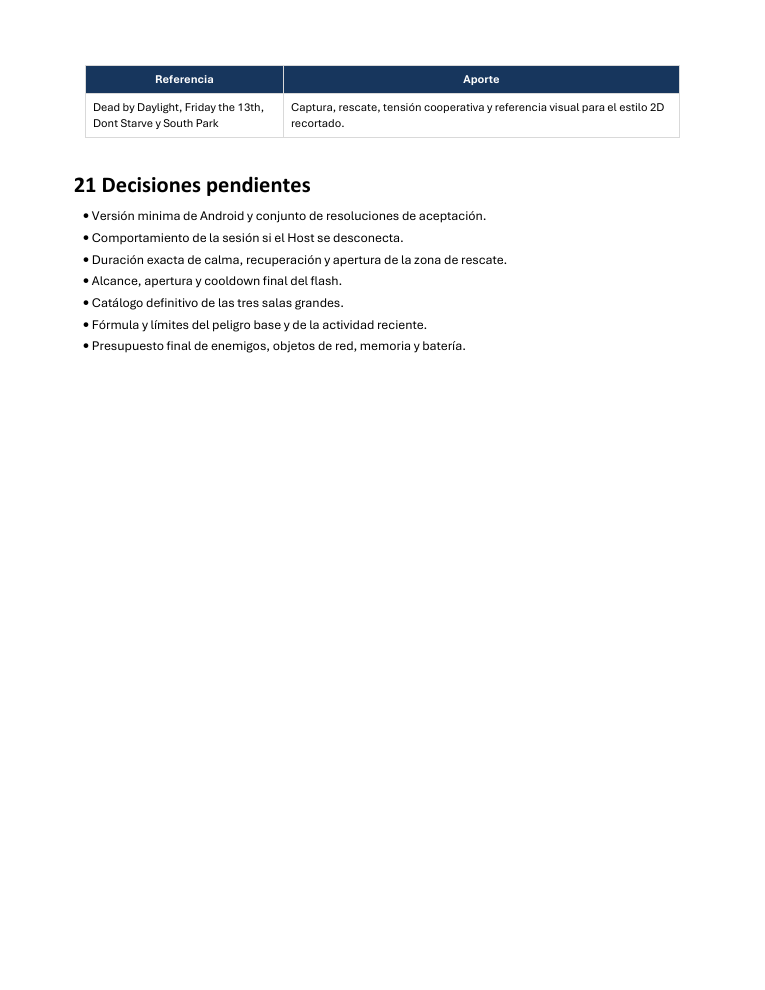 Referencia
Aporte
Dead by Daylight, Friday the 13th,
Dont Starve y South Park
Captura, rescate, tensión cooperativa y referencia visual para el estilo 2D
recortado.
21 Decisiones pendientes
• Versión minima de Android y conjunto de resoluciones de aceptación.
• Comportamiento de la sesión si el Host se desconecta.
• Duración exacta de calma, recuperación y apertura de la zona de rescate.
• Alcance, apertura y cooldown final del flash.
• Catálogo definitivo de las tres salas grandes.
• Fórmula y límites del peligro base y de la actividad reciente.
• Presupuesto final de enemigos, objetos de red, memoria y batería.